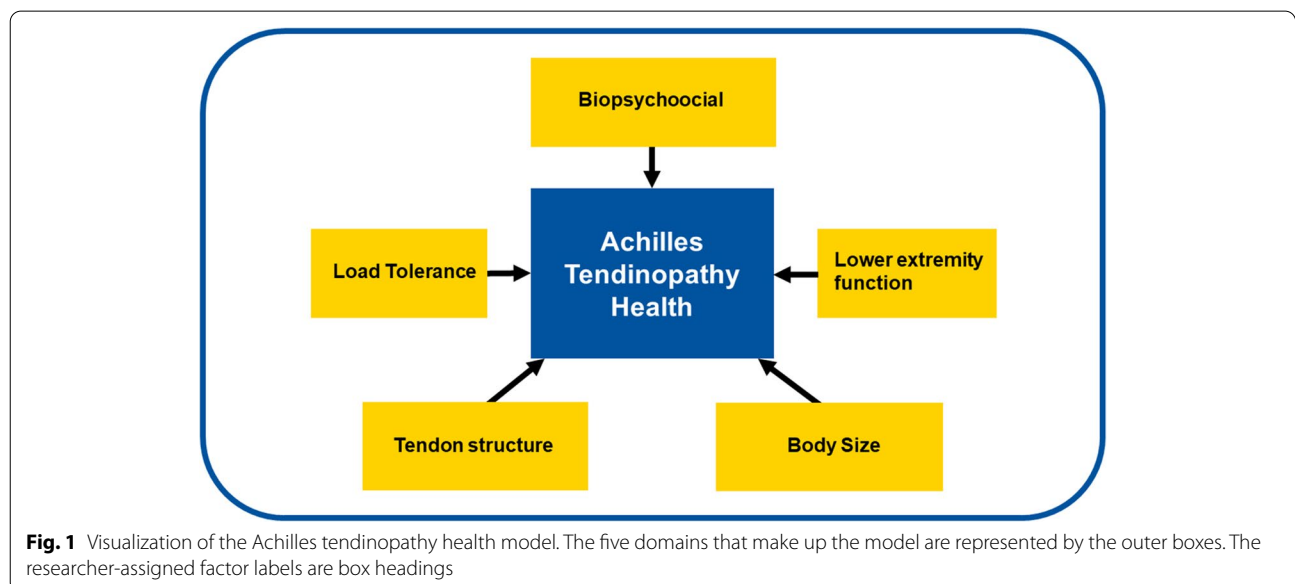 Biopsychoocial
Load Tolerance
Achilles
Tendinopathy
Health
Lower extremity
function
Tendon structure
Body Size
Fig. 1 Visualization of the Achilles tendinopathy health model. The five domains that make up the model are represented by the outer boxes. The
researcher-assigned factor labels are box headings